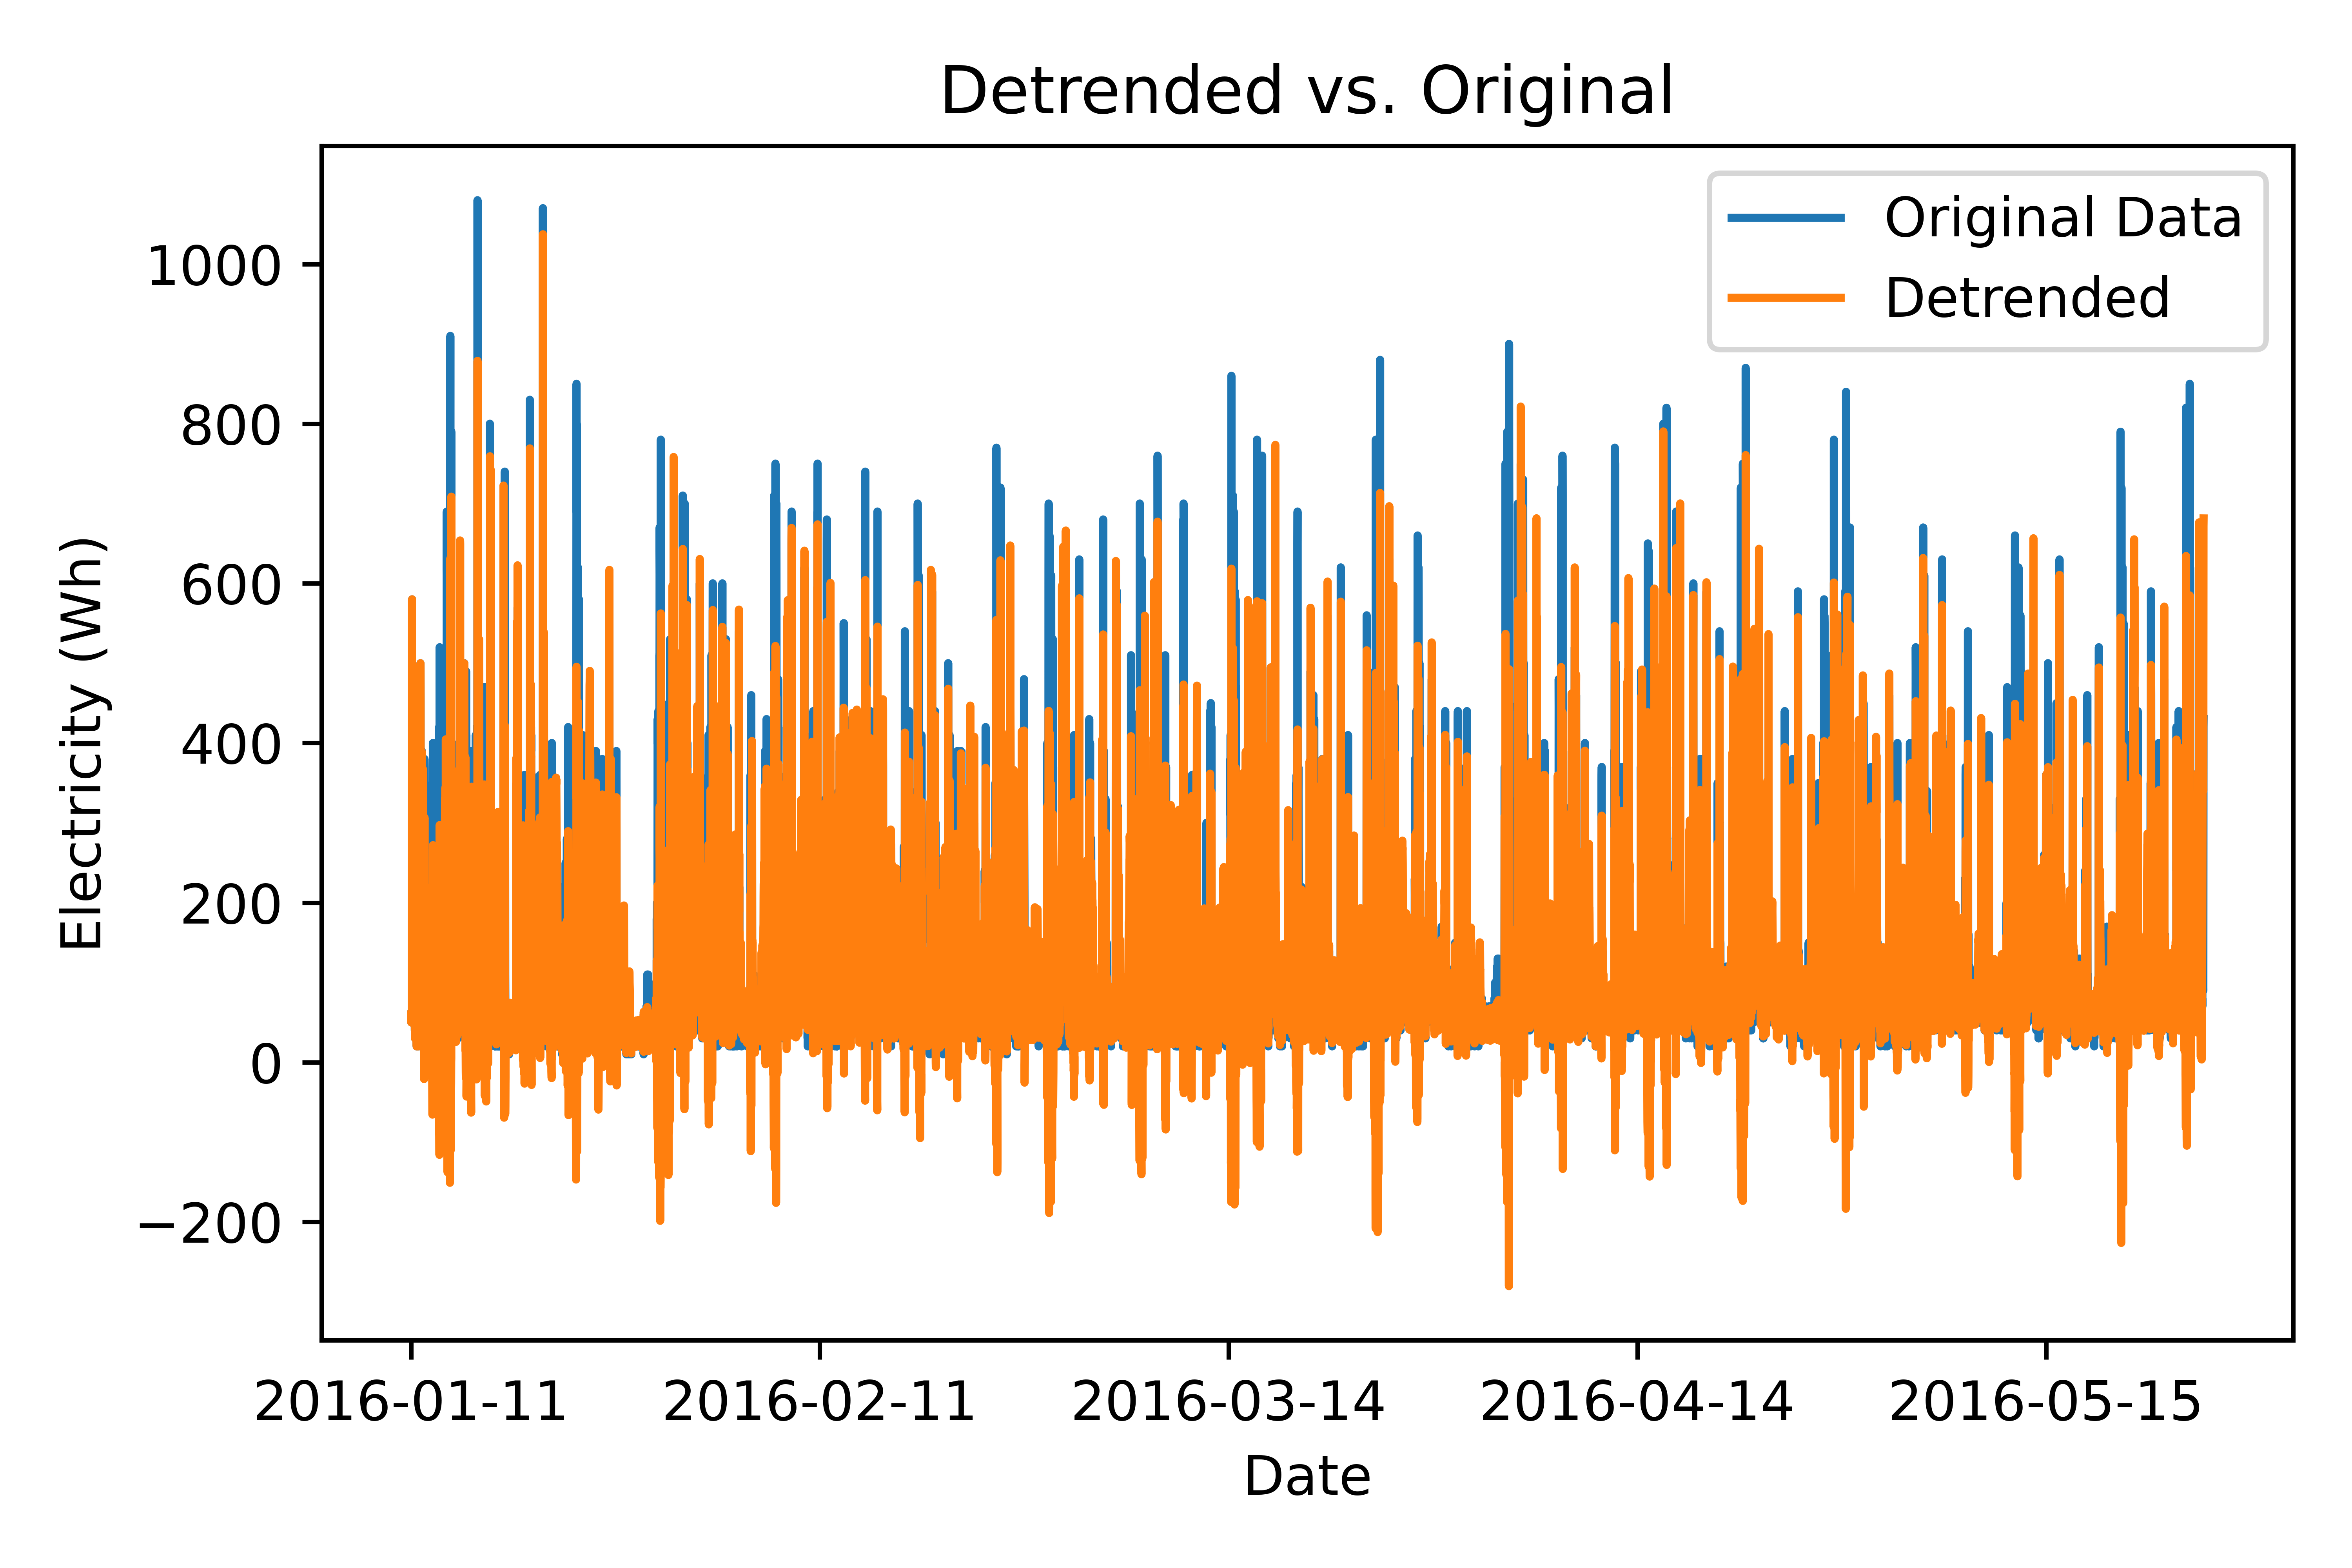 Detrended vs. Original
Original Data
Detrended
1000
800
600
400
200
0
−200
Electricity (Wh)
2016-01-11 2016-02-11 2016-03-14 2016-04-14 2016-05-15
Date